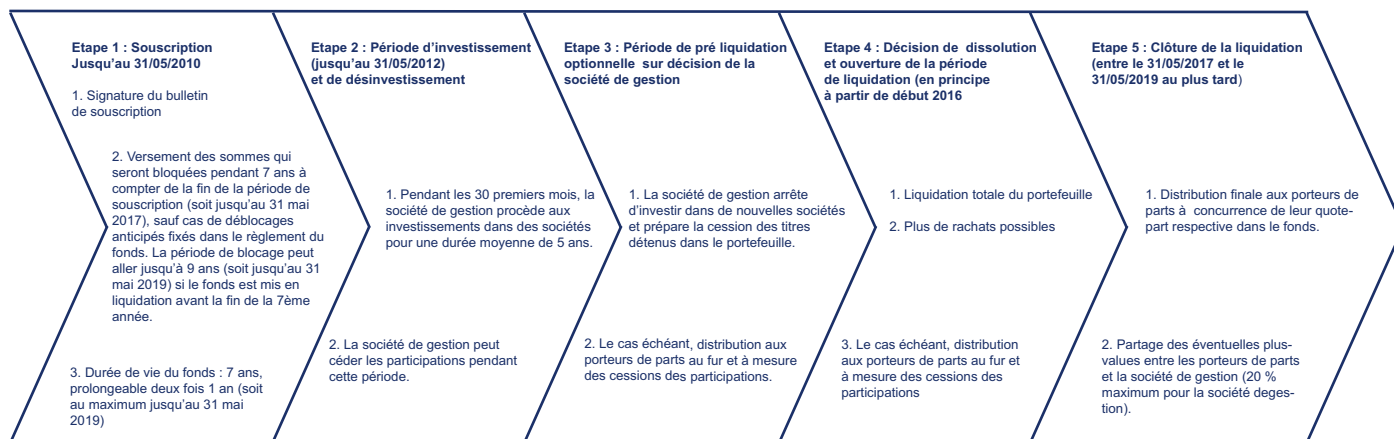 Etape 1 : Souscription
Jusqu'au 31/05/2010
1. Signature du bulletin
de souscription
2. Versement des sommes qui
seront bloquées pendant 7 ans à
compter de la fin de la période de
souscription (soit jusqu'au 31 mai
2017), sauf cas de déblocages
anticipés fixés dans le règlement du
fonds. La période de blocage peut
aller jusqu'à 9 ans (soit jusqu'au 31
mai 2019) si le fonds est mis en
liquidation avant la fin de la 7ème
année.
3. Durée de vie du fonds : 7 ans,
prolongeable deux fois 1 an (soit
au maximum jusqu'au 31 mai
2019)
Etape 2 : Période d'investissement
(jusqu'au 31/05/2012)
et de désinvestissement
1. Pendant les 30 premiers mois, la
société de gestion procède aux
investissements dans des sociétés
pour une durée moyenne de 5 ans.
2. La société de gestion peut
céder les participations pendant
cette période.
Etape 3 : Période de pré liquidation
optionnelle sur décision de la
société de gestion
1. La société de gestion arrête
d'investir dans de nouvelles sociétés
et prépare la cession des titres
détenus dans le portefeuille.
2. Le cas échéant, distribution aux
porteurs de parts au fur et à mesure
des cessions des participations.
Etape 4 : Décision de dissolution
et ouverture de la période
de liquidation (en principe
à partir de début 2016
1. Liquidation totale du portefeuille
2. Plus de rachats possibles
3. Le cas échéant, distribution
aux porteurs de parts au fur et
à mesure des cessions des
participations
Etape 5 : Clôture de la liquidation
(entre le 31/05/2017 et le
31/05/2019 au plus tard)
1. Distribution finale aux porteurs de
parts à concurrence de leur quote-
part respective dans le fonds.
2. Partage des éventuelles plus-
values entre les porteurs de parts
et la société de gestion (20 %
maximum pour la société deges-
tion).